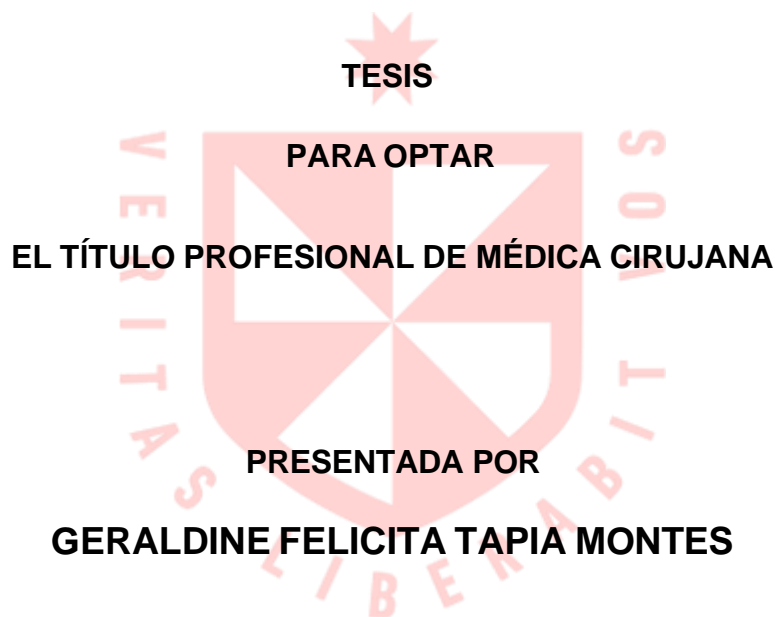 TESIS
PARA OPTAR
EL TÍTULO PROFESIONAL DE MÉDICA CIRUJANA
PRESENTADA POR
GERALDINE FELICITA TAPIA MONTES
VERITAS LIBERABIT VOS